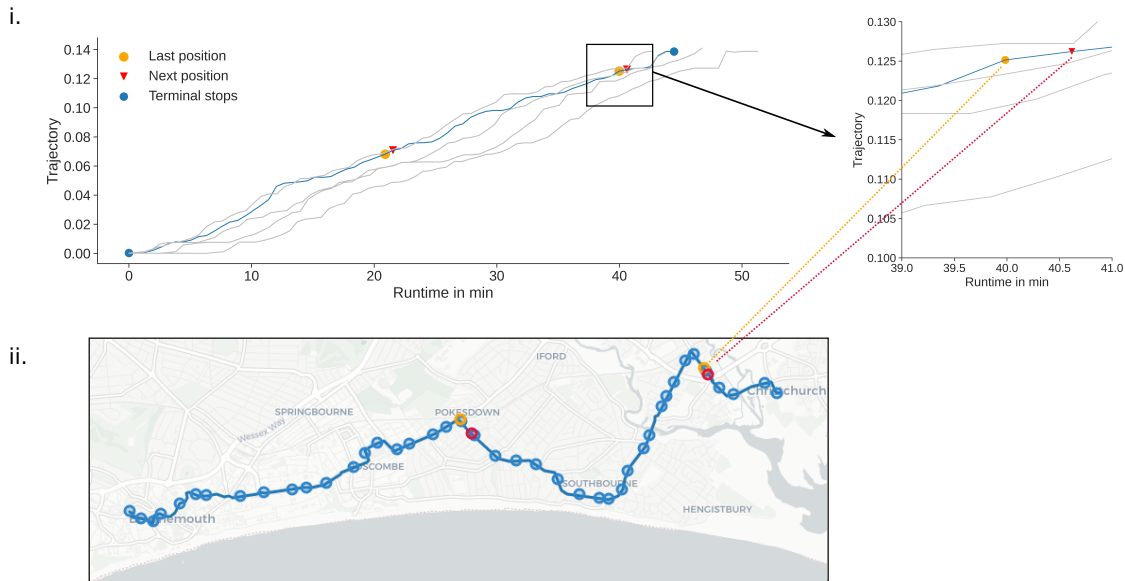 i.
Last position
Next position
Terminal stops
Trajectory
0.14
0.12
0.10
0.08
0.06
0.04
0.02
0.00
0
10
20
30
40
50
Runtime in min
0.130
0.125
0.120
0.115
0.110
0.105
0.100
Trajectory
39.0
39.5
40.0
40.5
41.0
Runtime in min
ii.
IFORD
SPRINGBOURNE
POKESDOWN
Christchurch
Wessex Way
BOSCOMBE
SOUTHBOURNE
HENGISTBURY
Bournemouth